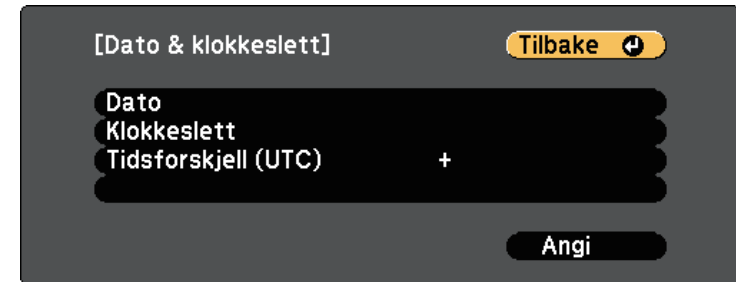 [Dato & klokkeslett]
Tilbake
Dato
Klokkeslett
Tidsforskjell (UTC) +
Angi